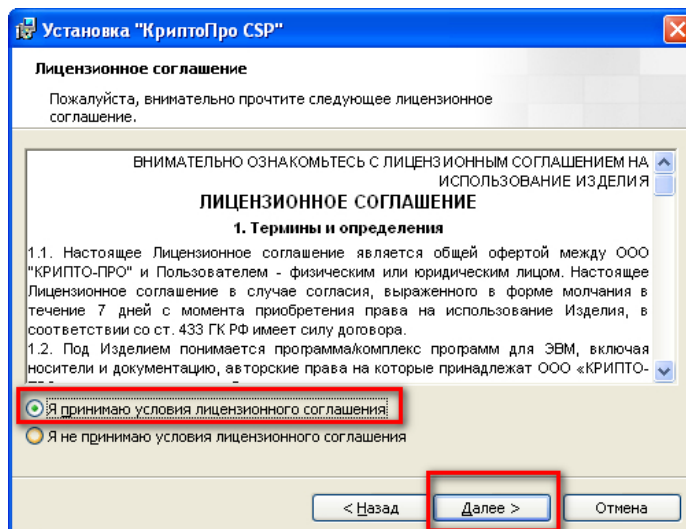 Установка "КриптоПро CSP"
Лицензионное соглашение
Пожалуйста, внимательно прочтите следующее лицензионное
соглашение.
ВНИМАТЕЛЬНО ОЗНАКОМЬТЕСЬ С ЛИЦЕНЗИОННЫМ СОГЛАШЕНИЕМ НА
ИСПОЛЬЗОВАНИЕ ИЗДЕЛИЯ
ЛИЦЕНЗИОННОЕ СОГЛАШЕНИЕ
1. Термины и определения
1.1. Настоящее Лицензионное соглашение является общей офертой между ООО
"КРИПТО-ПРО" и Пользователем - физическим или юридическим лицом. Настоящее
Лицензионное соглашение в случае согласия, выраженного в форме молчания в
течение 7 дней с момента приобретения права на использование Изделия, в
соответствии со ст. 433 ГК РФ имеет силу договора.
1.2. Под Изделием понимается программа/комплекс программ для ЭВМ, включая
носители и документацию, авторские права на которые принадлежат ООО «КРИПТО-
Я принимаю условия лицензионного соглашения
Я не принимаю условия лицензионного соглашения
< Назад
Далее >
Отмена